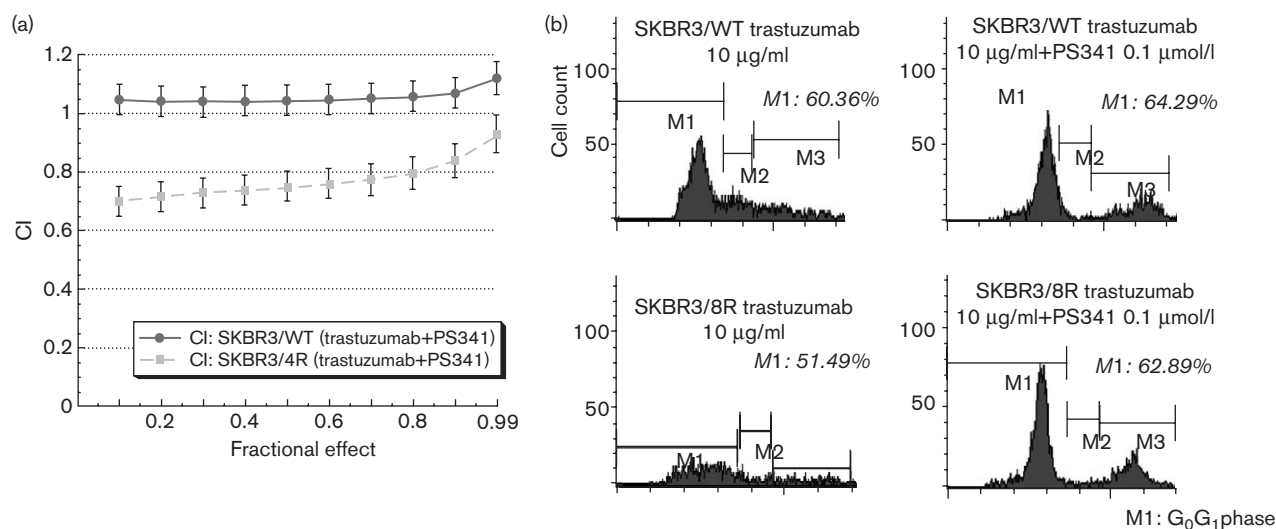 (a)
1.2
1
0.8
0.6
0.4
0.2
0
CI
0.2
0.4
0.6
0.8
0.99
Fractional effect
CI: SKBR3/WT (trastuzumab+PS341)
CI: SKBR3/4R (trastuzumab+PS341)
(b)
SKBR3/WT trastuzumab
10 μg/ml
100
50
Cell count
M1: 60.36%
M1
M2
M3
SKBR3/WT trastuzumab
10 μg/ml+PS341 0.1 μmol/l
100
50
M1
M1: 64.29%
M2
M3
SKBR3/8R trastuzumab
10 μg/ml
100
50
M1: 51.49%
M1
M2
SKBR3/8R trastuzumab
10 μg/ml+PS341 0.1 μmol/l
100
50
M1
M1: 62.89%
M2
M3
M1: G₀G₁phase